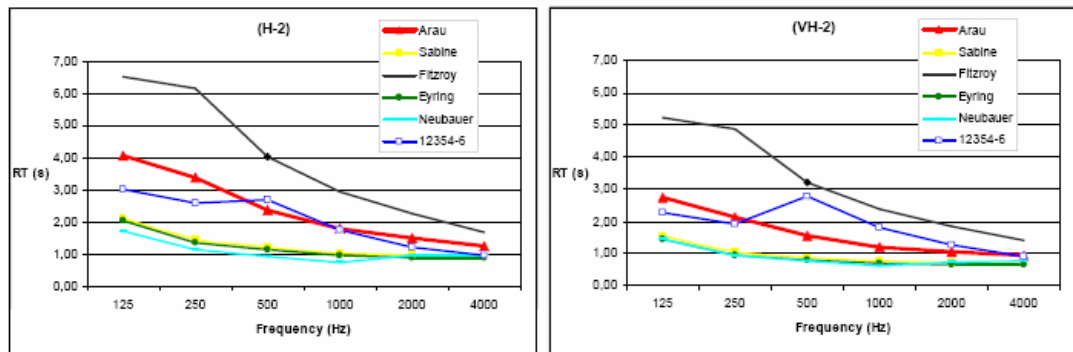 (H-2)
Arau
Sabine
Fitzroy
Eyring
Neubauer
12354-6
7,00
6,00
5,00
4,00
3,00
2,00
1,00
0,00
RT (s)
125 250 500 1000 2000 4000
Frequency (Hz)
(VH-2)
Arau
Sabine
Fitzroy
Eyring
Neubauer
12354-6
7,00
6,00
5,00
4,00
3,00
2,00
1,00
0,00
RT (s)
125 250 500 1000 2000 4000
Frequency (Hz)